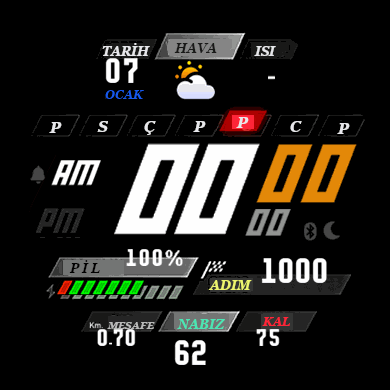 TARİH HAVA ISI
07 -
OCAK
P S Ç P P C P
AM 00 00
PM 00
PİL 100% 1000
ADIM
Km. MESAFE NABIZ KAL
0.70 62 75